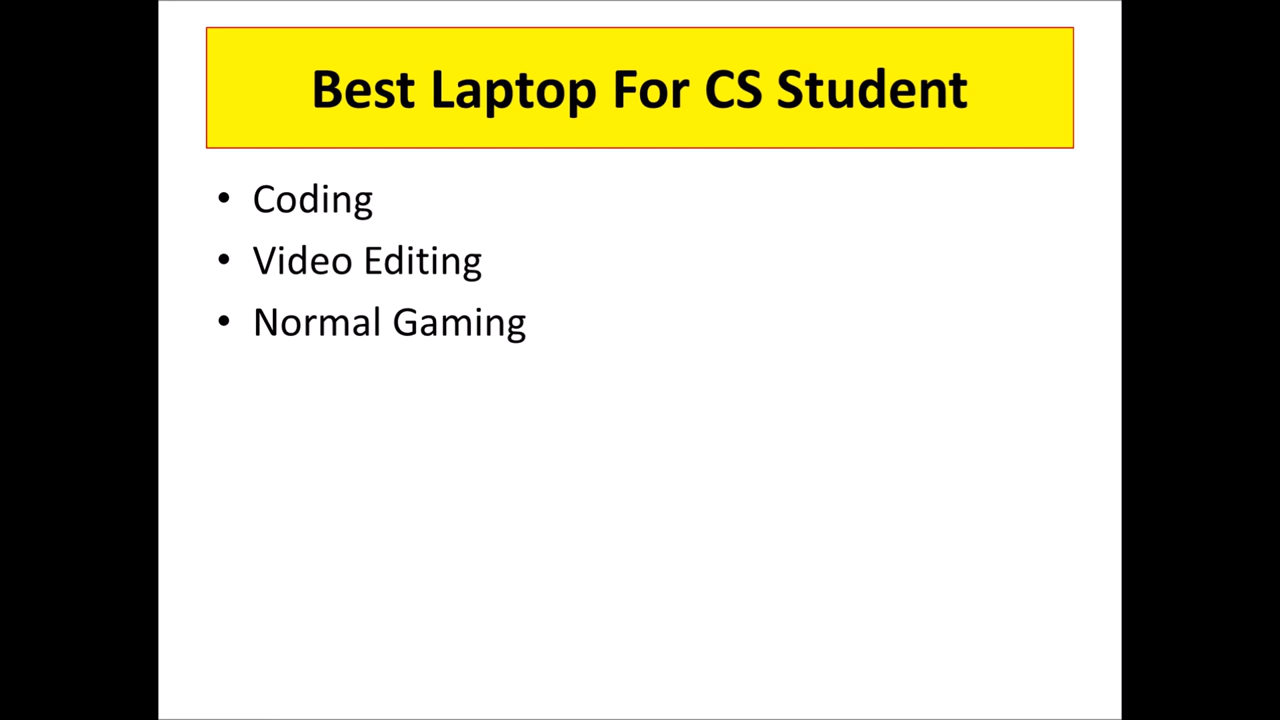 Best Laptop For CS Student
• Coding
• Video Editing
• Normal Gaming